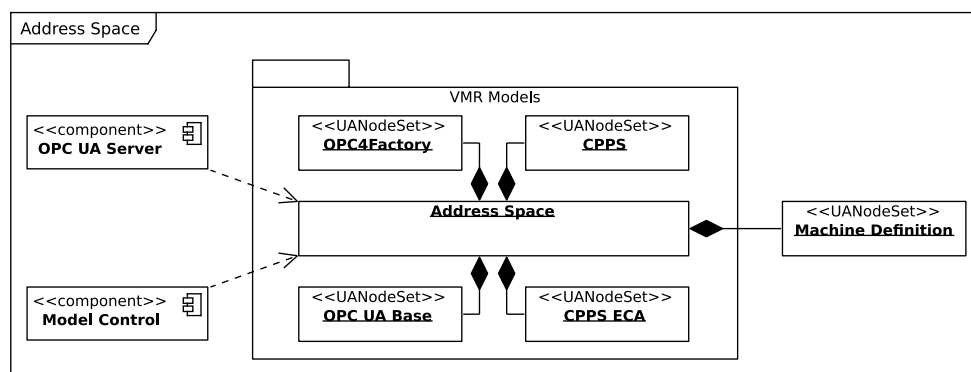 Address Space
VMR Models
<<component>>
OPC UA Server
<<UANodeSet>>
OPC4Factory
<<UANodeSet>>
CPPS
Address Space
<<UANodeSet>>
Machine Definition
<<component>>
Model Control
<<UANodeSet>>
OPC UA Base
<<UANodeSet>>
CPPS ECA